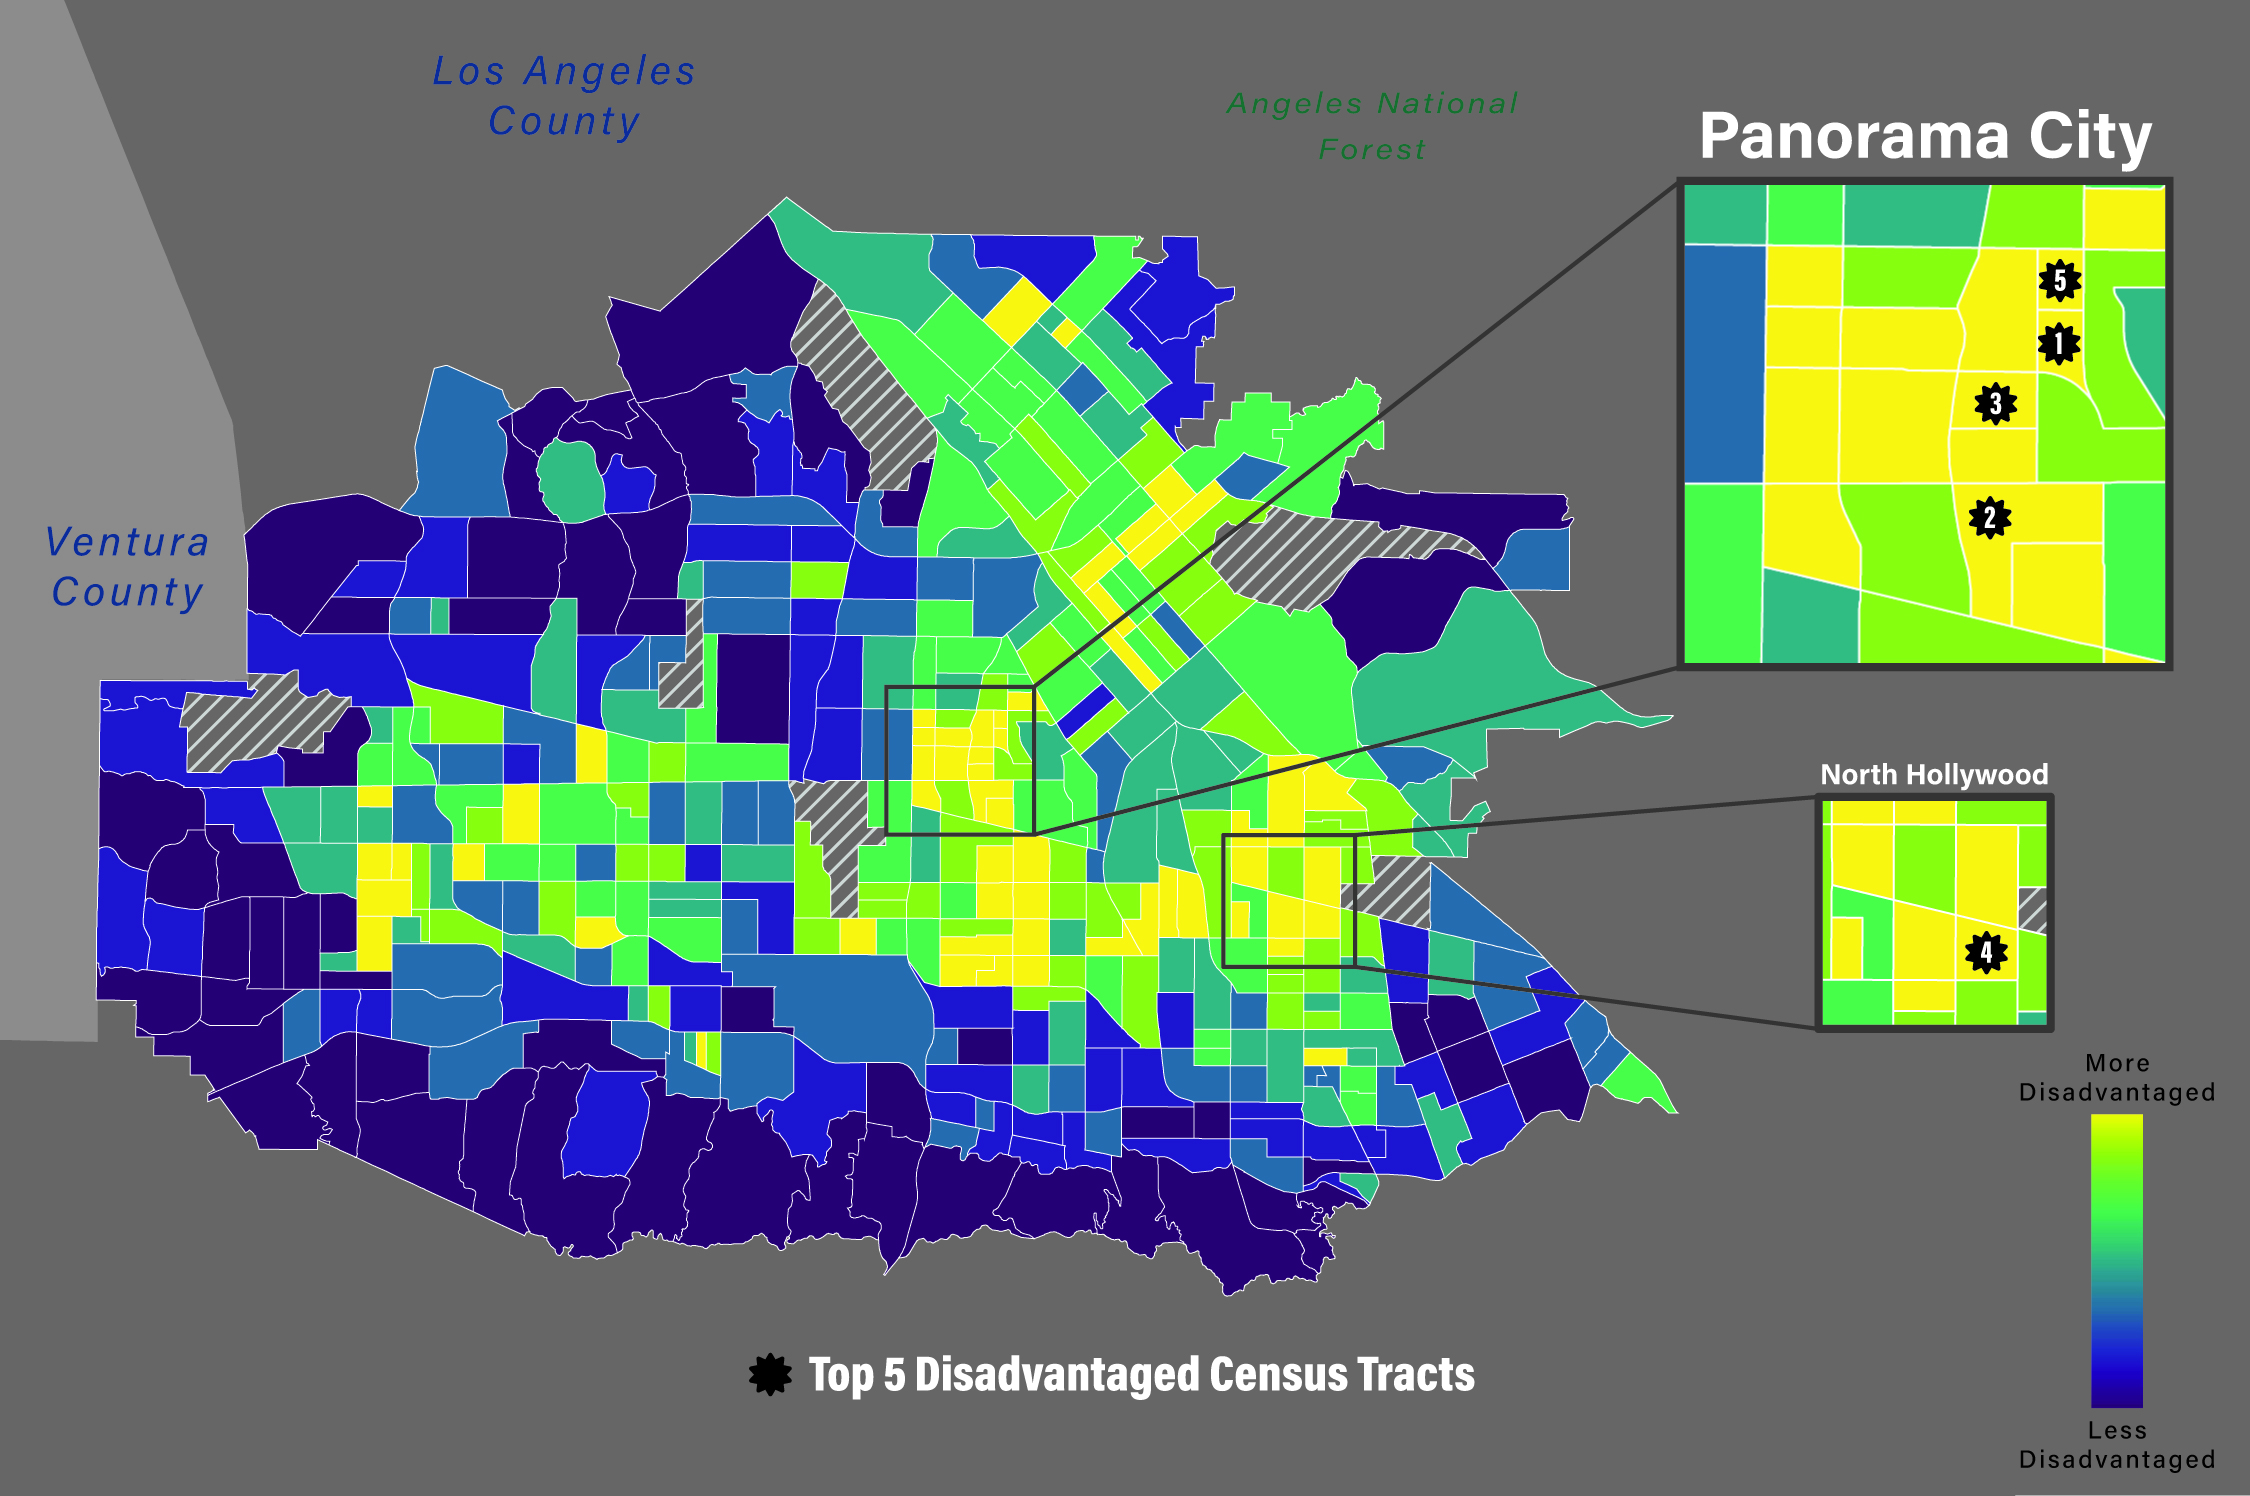 Los Angeles
County
Angeles National
Forest
Panorama City
5
1
3
2
Ventura
County
North Hollywood
4
More
Disadvantaged
Less
Disadvantaged
Top 5 Disadvantaged Census Tracts